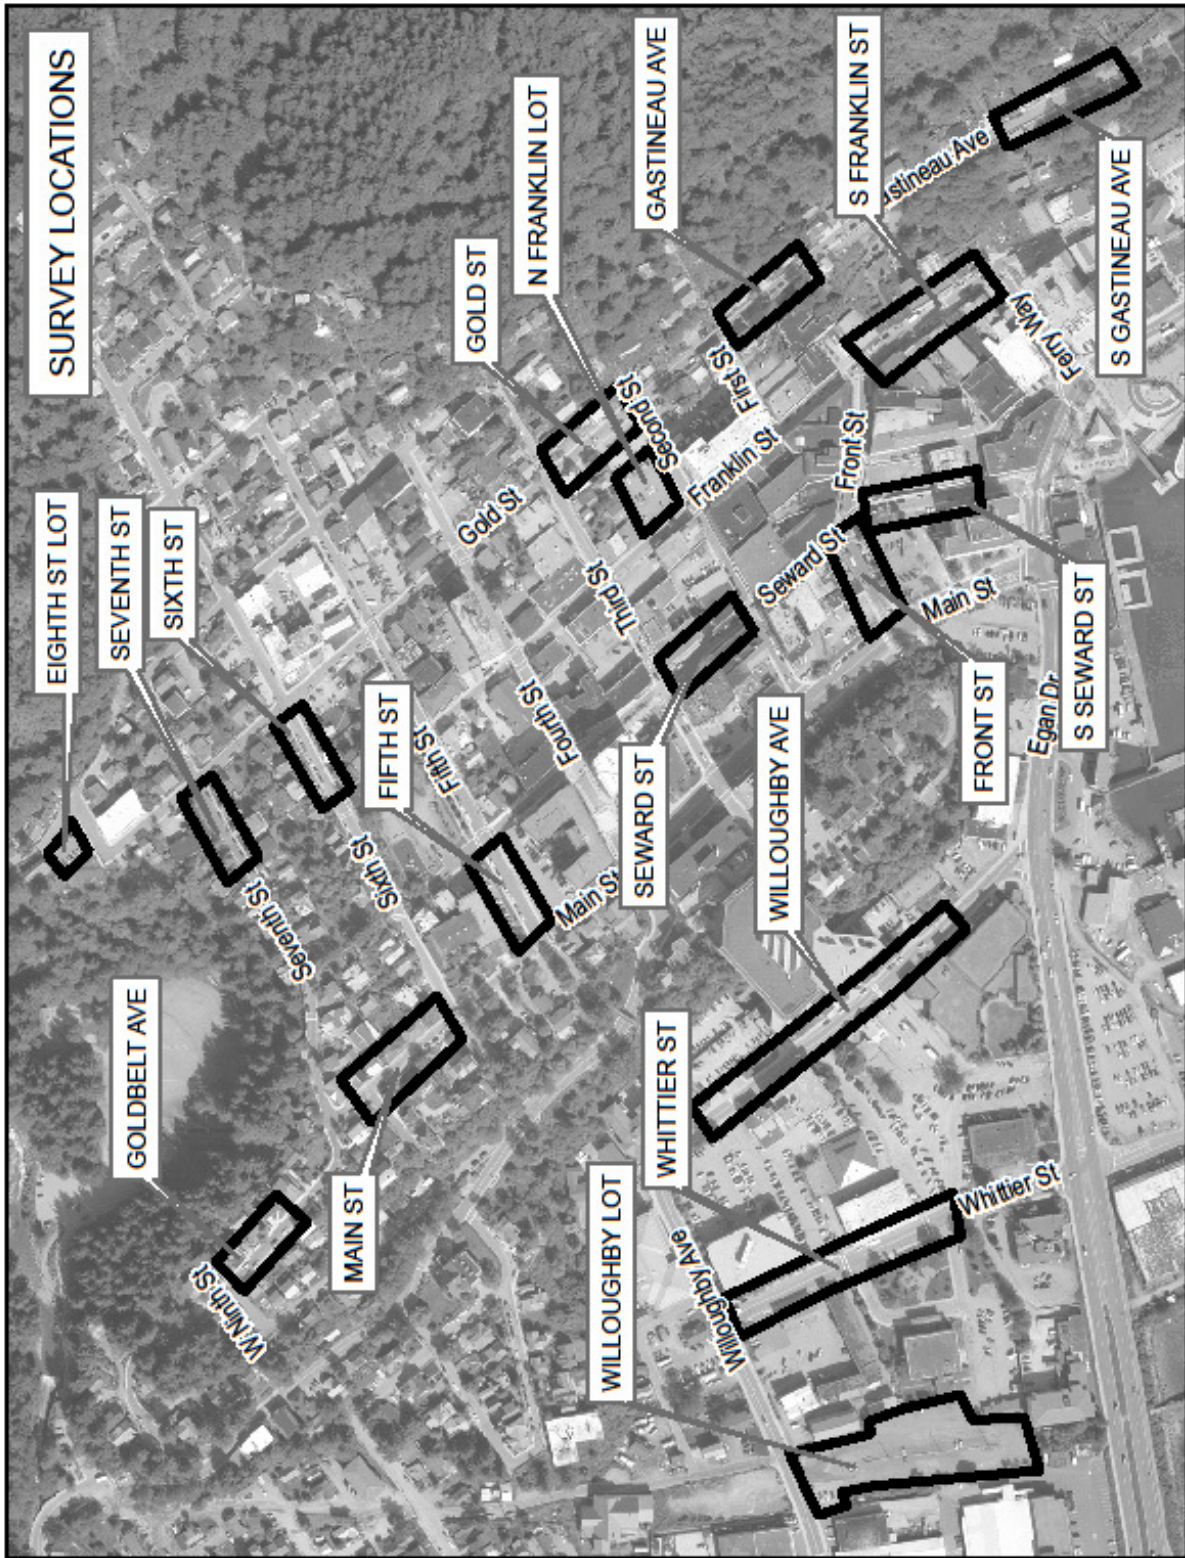 SURVEY LOCATIONS
EIGHTH ST LOT
SEVENTH ST
SIXTH ST
GOLDBELT AVE
MAIN ST
FIFTH ST
GOLD ST
N FRANKLIN LOT
GASTINEAU AVE
S FRANKLIN ST
S GASTINEAU AVE
SEWARD ST
WILLOUGHBY AVE
WHITTIER ST
WILLOUGHBY LOT
FRONT ST
S SEWARD ST
W Ninth St
Seventh St
Sixth St
Fifth St
Fourth St
Third St
Second St
First St
Gold St
Franklin St
Seward St
Main St
Main St
Front St
Ferry Way
astineau Ave
Egan Dr
Willoughby Ave
Whittier St